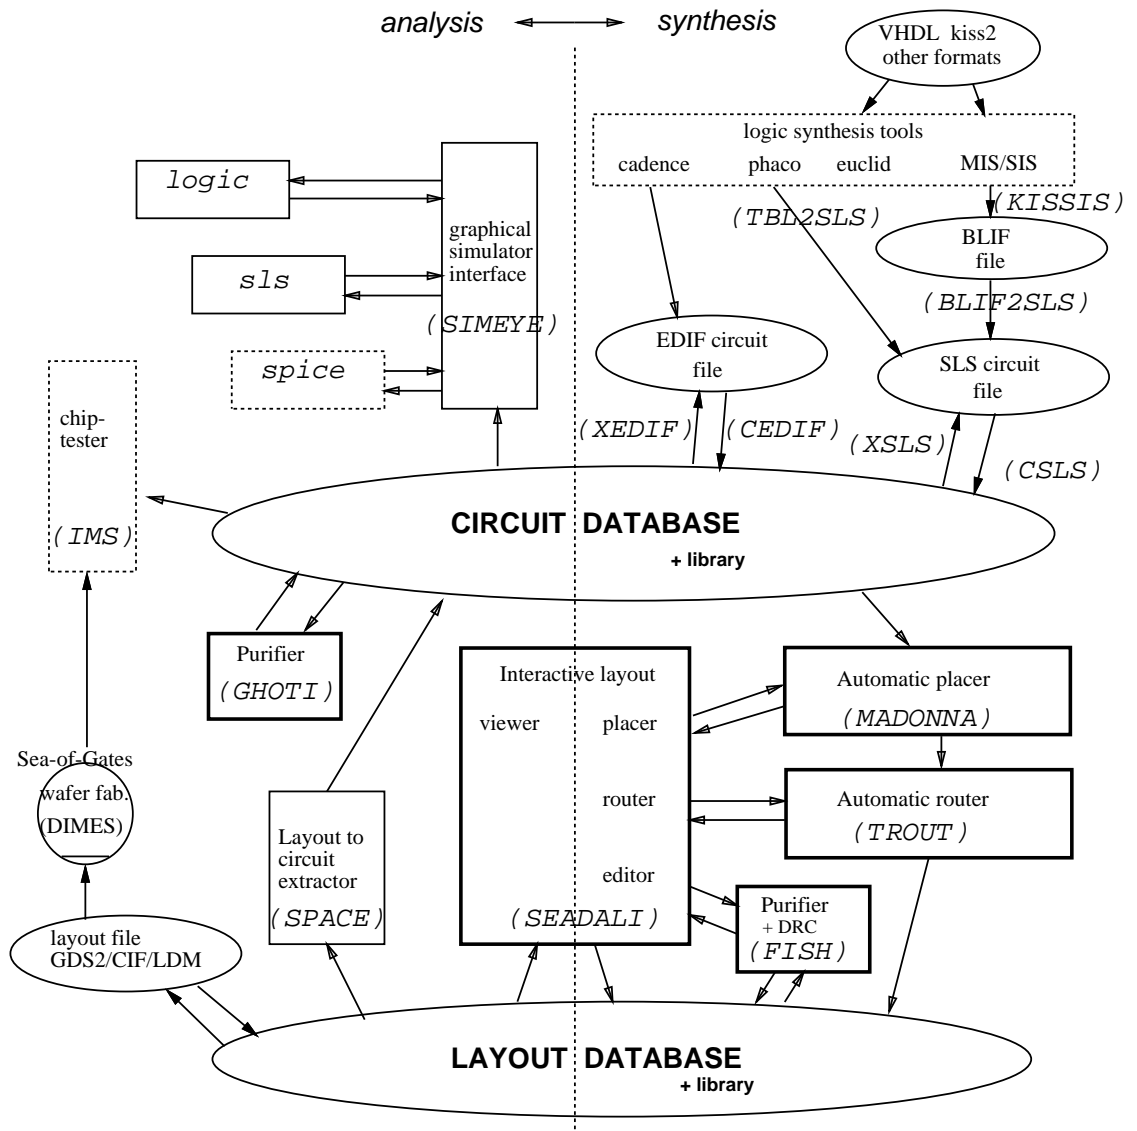 analysis
synthesis
VHDL kiss2
other formats
logic synthesis tools
cadence phaco euclid MIS/SIS
(TBL2SLS)
(KISSIS)
BLIF
file
(BLIF2SLS)
logic
sls
spice
graphical
simulator
interface
(SIMEYE)
EDIF circuit
file
SLS circuit
file
(XEDIF)
(CEDIF)
(XSLS)
(CSLS)
chip-
tester
(IMS)
CIRCUIT DATABASE
+ library
Purifier
(GHOTI)
Interactive layout
viewer placer
router
editor
(SEADALI)
Automatic placer
(MADONNA)
Automatic router
(TROUT)
Purifier
+ DRC
(FISH)
Sea-of-Gates
wafer fab.
(DIMES)
Layout to
circuit
extractor
(SPACE)
layout file
GDS2/CIF/LDM
LAYOUT DATABASE
+ library